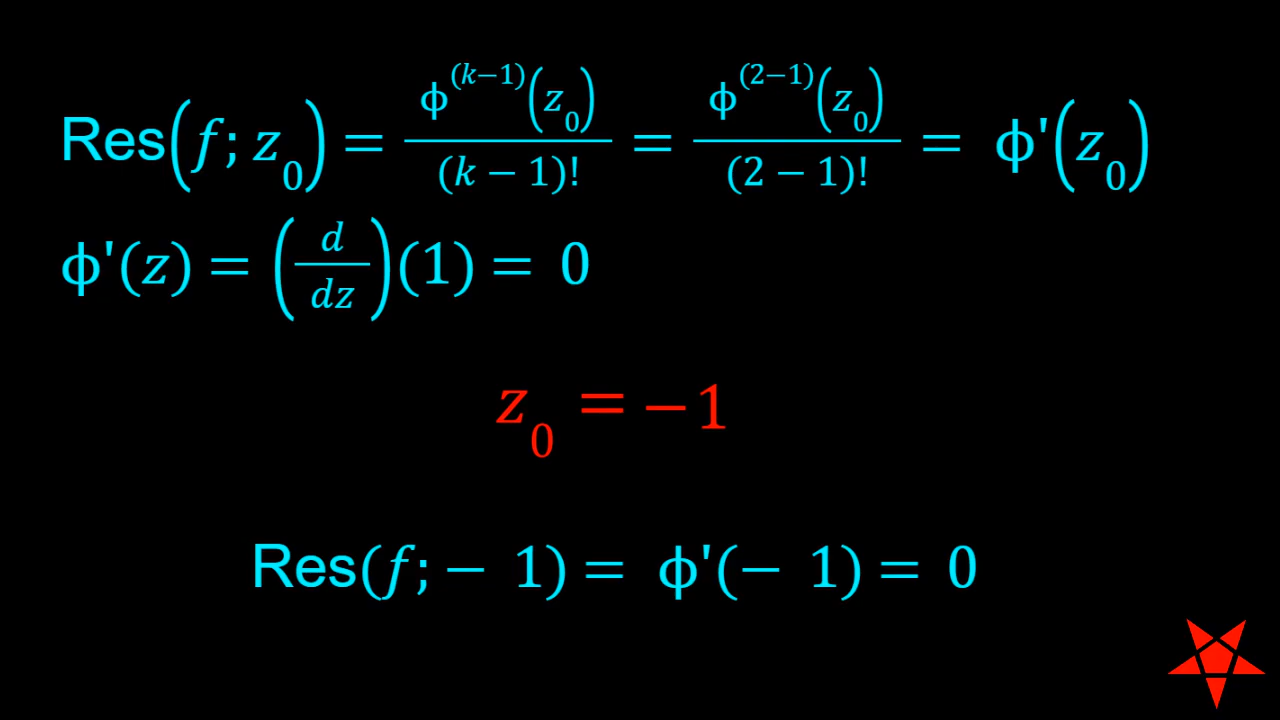 Res(f; z₀) = ϕ⁽ᵏ⁻¹⁾(z₀)/(k − 1)! = ϕ⁽²⁻¹⁾(z₀)/(2 − 1)! = ϕ'(z₀)
ϕ'(z) = (d/dz)(1) = 0
z₀ = −1
Res(f; − 1) = ϕ'(− 1) = 0